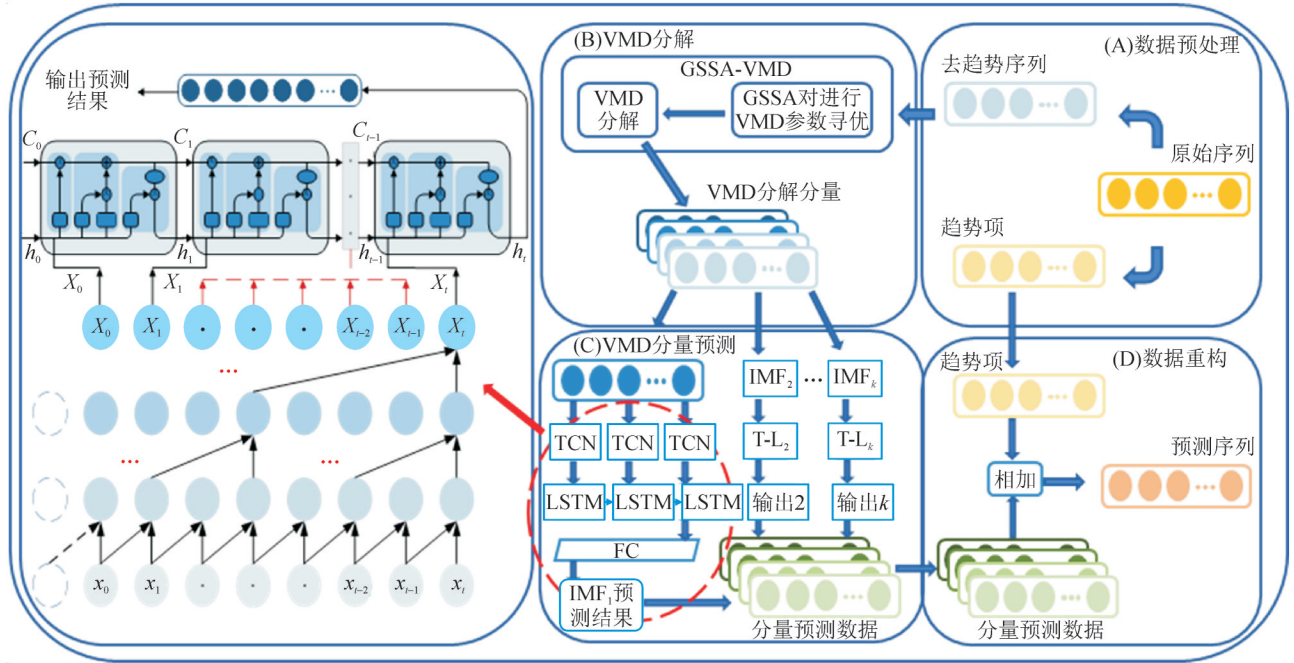 输出预测
结果
C₀
C₁
Cₜ₋₁
h₀
h₁
hₜ₋₁
hₜ
X₀
X₁
Xₜ
X₀
X₁
·
·
·
Xₜ₋₂
Xₜ₋₁
Xₜ
...
...
...
x₀
x₁
·
·
·
xₜ₋₂
xₜ₋₁
xₜ
(B)VMD分解
GSSA-VMD
VMD
分解
GSSA对进行
VMD参数寻优
VMD分解分量
...
(A)数据预处理
去趋势序列
...
原始序列
...
趋势项
...
(C)VMD分量预测
...
IMF₂
...
IMFₖ
TCN
TCN
TCN
T-L₂
T-Lₖ
LSTM
LSTM
LSTM
输出2
输出k
FC
IMF₁预
测结果
...
分量预测数据
(D)数据重构
趋势项
...
相加
预测序列
...
...
分量预测数据